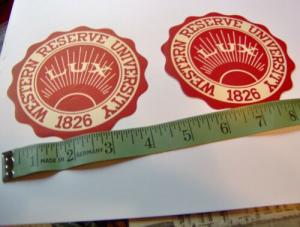 WESTERN RESERVE UNIVERSITY
LUX
1826
WESTERN RESERVE UNIVERSITY
LUX
1826
1 2 3 4 5 6 7 8
MADE IN GERMANY